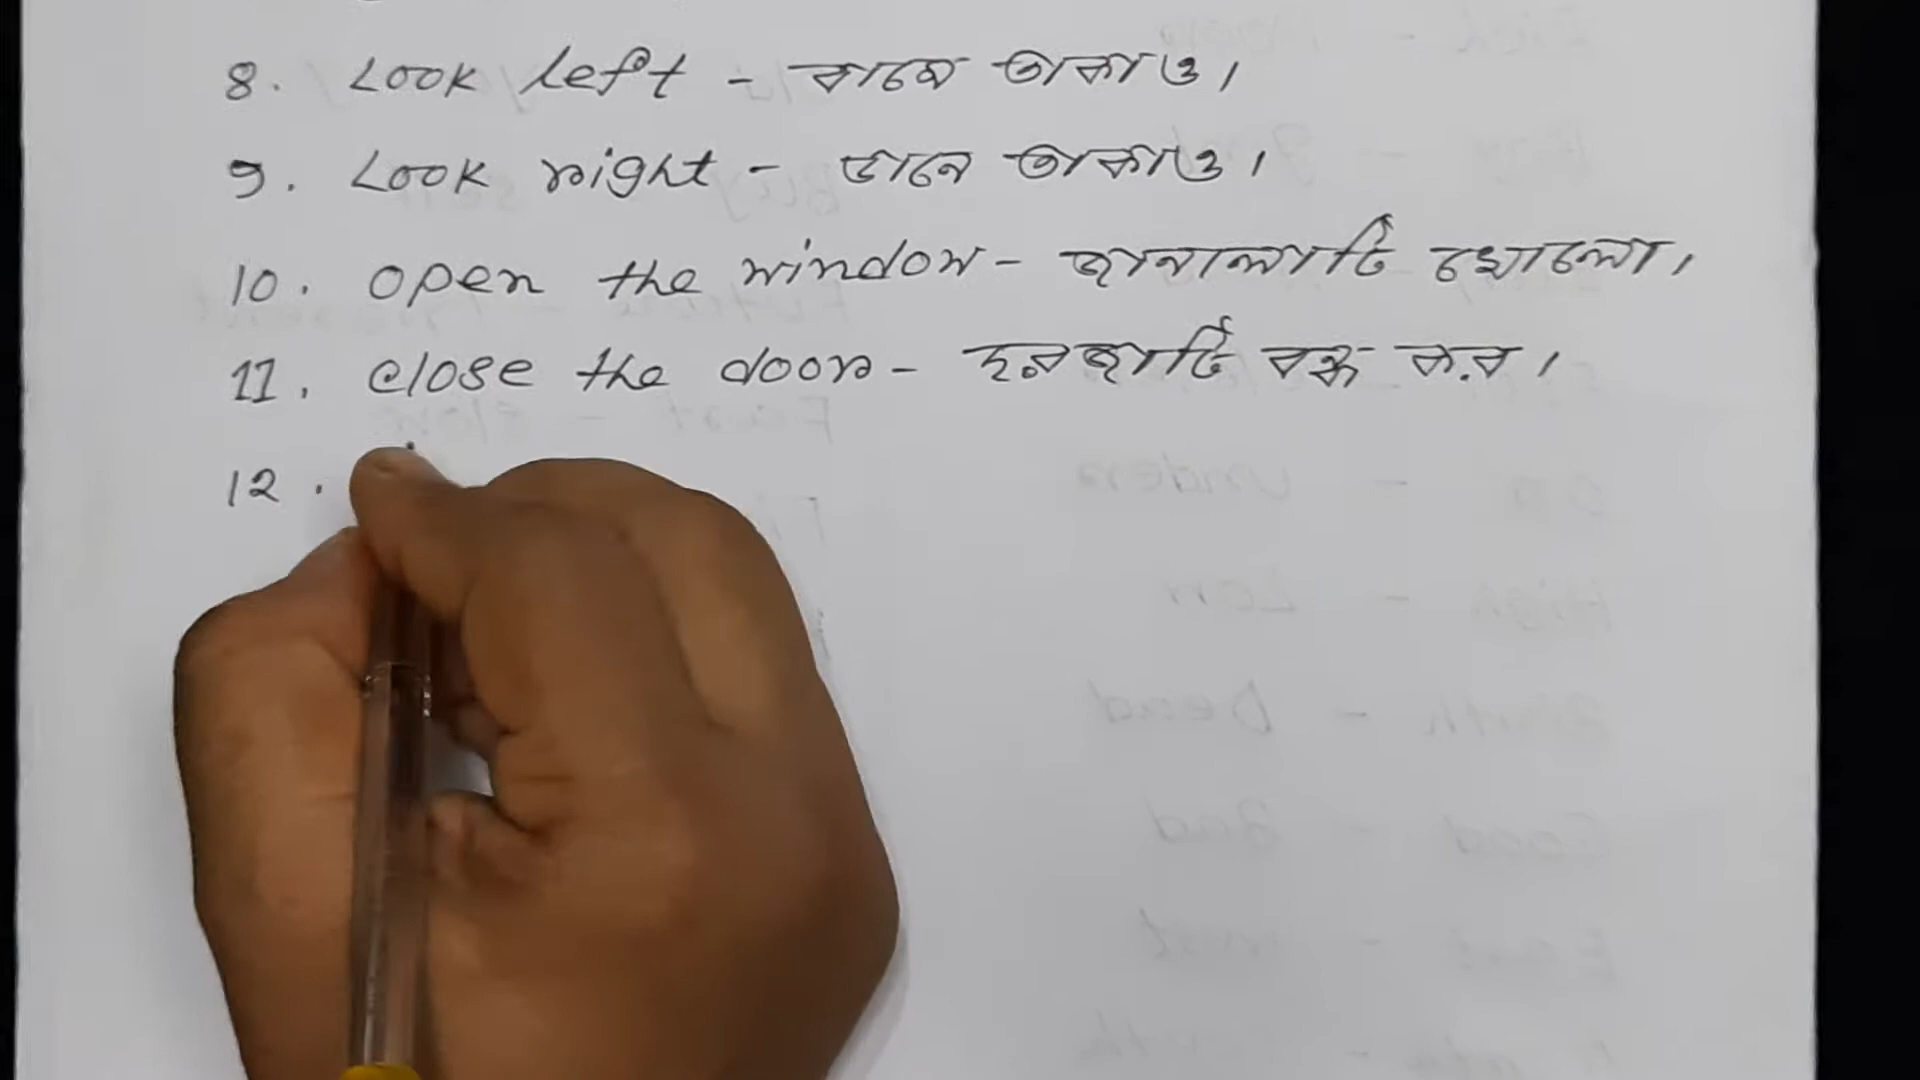 8. Look left - বামে তাকাও।
9. Look right - ডানে তাকাও।
10. open the window - জানালাটি খোলো।
11. close the door - দরজাটি বন্ধ কর।
12.